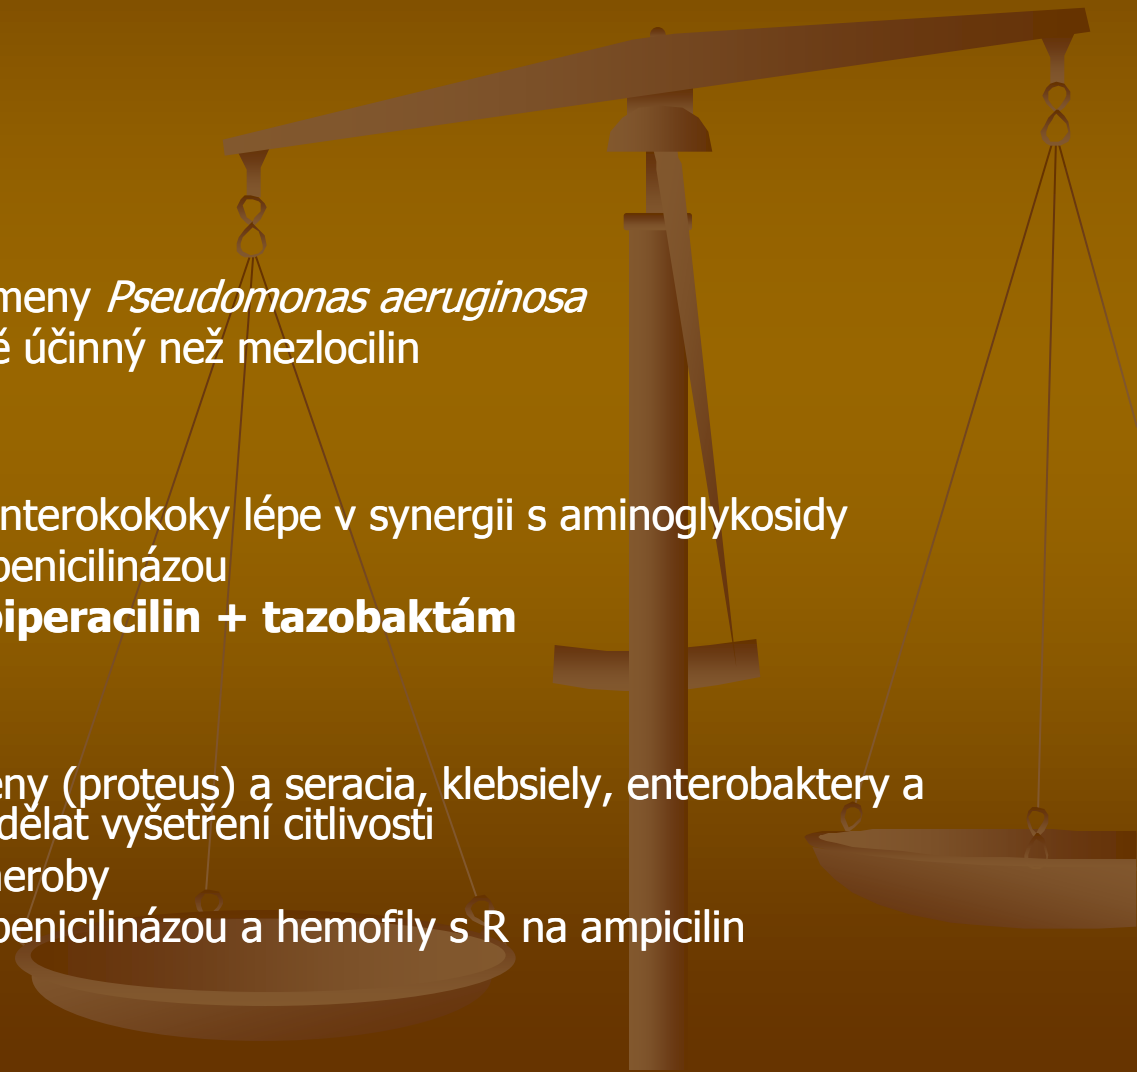 meny Pseudomonas aeruginosa
ě účinný než mezlocilin
nterokokoky lépe v synergii s aminoglykosidy
penicilinázou
piperacilin + tazobaktám
eny (proteus) a seracia, klebsiely, enterobaktery a
dělat vyšetření citlivosti
aeroby
penicilinázou a hemofily s R na ampicilin